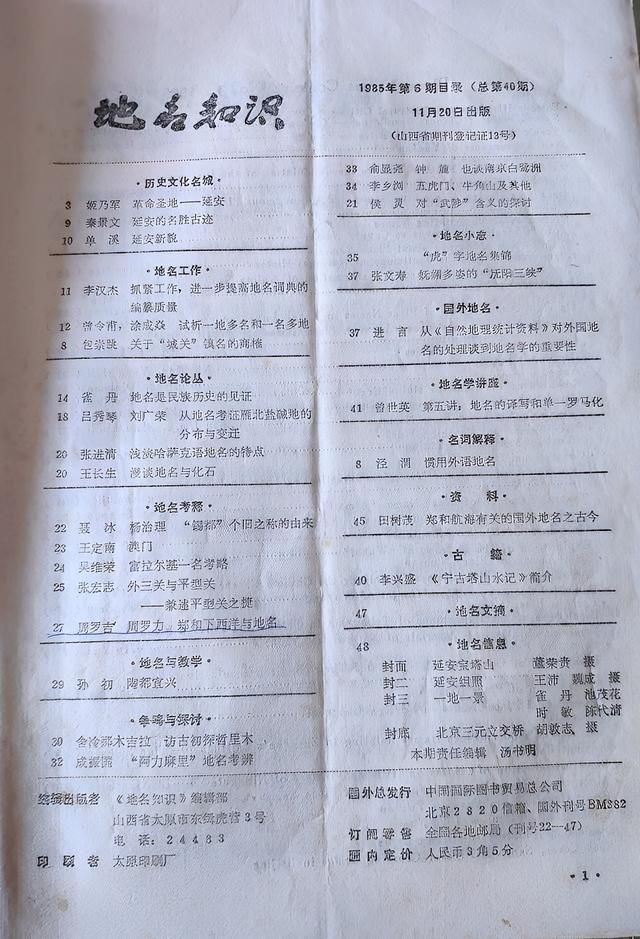 地名知识
1985年第6期目录（总第40期）
11月20日出版
（山西省期刊登记证13号）
·历史文化名城·
3 姬乃军 革命圣地——延安
9 秦景文 延安的名胜古迹
10 单溪 延安新貌
·地名工作·
11 李汉杰 抓紧工作，进一步提高地名词典的
编纂质量
12 曾令甫，涂成焱 试析一地多名和一名多地
8 包崇跳 关于“城关”镇名的商榷
·地名论丛·
14 雀丹 地名是民族历史的见证
18 吕秀琴 刘广荣 从地名考证雁北盐碱地的
分布与变迁
20 张进清 浅谈哈萨克语地名的特点
20 王长生 漫谈地名与化石
·地名考释·
22 聂冰 杨治理 “锡都”个旧之称的由来
23 王定南 澳门
24 吴维荣 富拉尔基一名考略
25 张宏志 外三关与平型关
——兼述平型关之捷
27 周罗吉 周罗力 郑和下西洋与地名
·地名与教学·
29 孙初 陶都宜兴
·争鸣与探讨·
30 舍冷那木吉拉 访古初探哲里木
32 成振国 “阿力麻里”地名考辨
33 俞显尧 钟龍 也谈南京白鹭洲
34 李乡浏 五虎门、牛角山及其他
21 侯灵 对“武陟”含义的探讨
·地名小志·
35 “虎”字地名集锦
37 张文寿 妩媚多姿的“沅阳三峡”
·国外地名·
37 进言 从《自然地理统计资料》对外国地
名的处理谈到地名学的重要性
·地名学讲座·
41 曾世英 第五讲：地名的译写和单一罗马化
·名词解释·
8 泾渭 惯用外语地名
·资料·
45 田树茂 郑和航海有关的国外地名之古今
·古籍·
40 李兴盛 《宁古塔山水记》简介
47 ·地名文摘·
48 ·地名信息·
封面 延安宝塔山 董荣贵 摄
封二 延安组照 王沛 魏成 摄
封三 一地一景 雀丹 池茂花
时敏 陈代清
封底 北京三元立交桥 胡敦志 摄
本期责任编辑 汤书明
编辑出版者 《地名知识》编辑部
山西省太原市东缉虎营3号
电话：24483
印刷者 太原印刷厂
国外总发行 中国国际图书贸易总公司
北京2820信箱、国外刊号BM882
订阅零售 全国各地邮局（刊号22—47）
国内定价 人民币3角5分
·1·